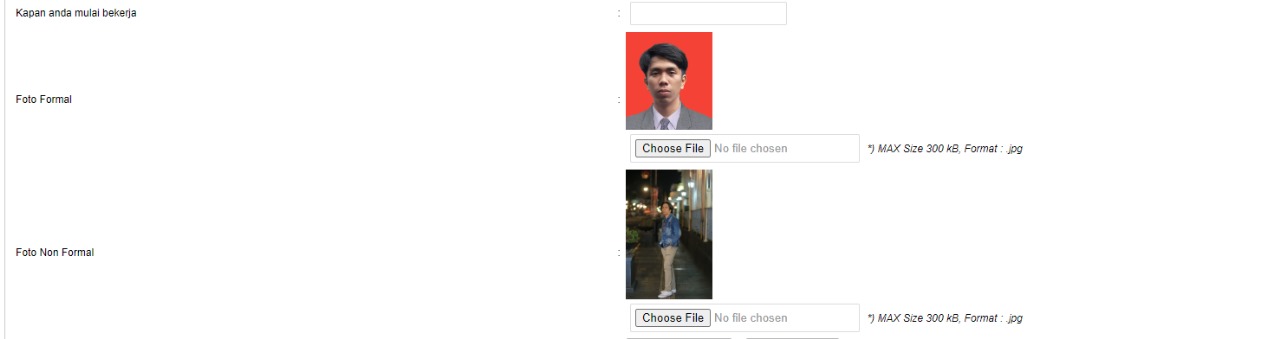 Kapan anda mulai bekerja :
Foto Formal :
Choose File No file chosen *) MAX Size 300 kB, Format : .jpg
Foto Non Formal :
Choose File No file chosen *) MAX Size 300 kB, Format : .jpg